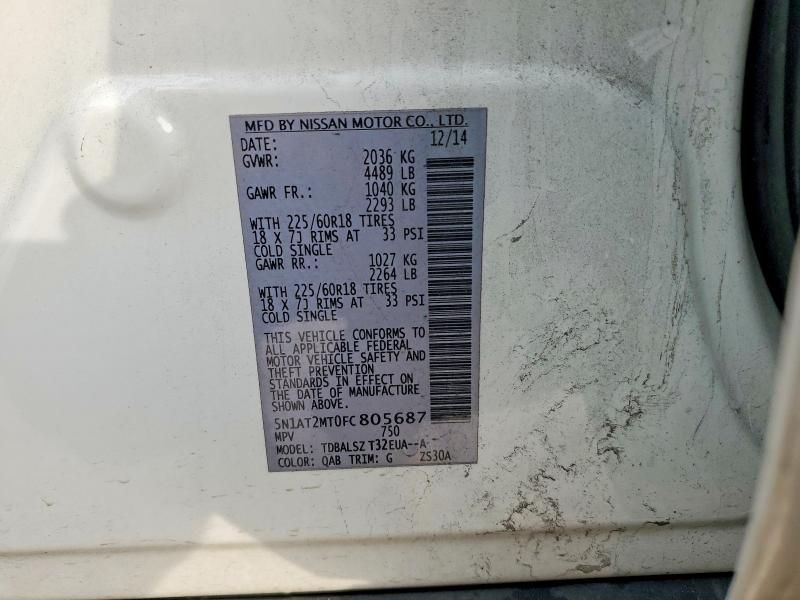 MFD BY NISSAN MOTOR CO., LTD.
DATE: 12/14
GVWR: 2036 KG
4489 LB
GAWR FR.: 1040 KG
2293 LB
WITH 225/60R18 TIRES
18 X 7J RIMS AT 33 PSI
COLD SINGLE
GAWR RR.: 1027 KG
2264 LB
WITH 225/60R18 TIRES
18 X 7J RIMS AT 33 PSI
COLD SINGLE
THIS VEHICLE CONFORMS TO
ALL APPLICABLE FEDERAL
MOTOR VEHICLE SAFETY AND
THEFT PREVENTION
STANDARDS IN EFFECT ON
THE DATE OF MANUFACTURE
SHOWN ABOVE.
5N1AT2MT0FC805687
MPV 750
MODEL: TDBALSZ T32EUA--A
COLOR: QAB TRIM: G ZS30A